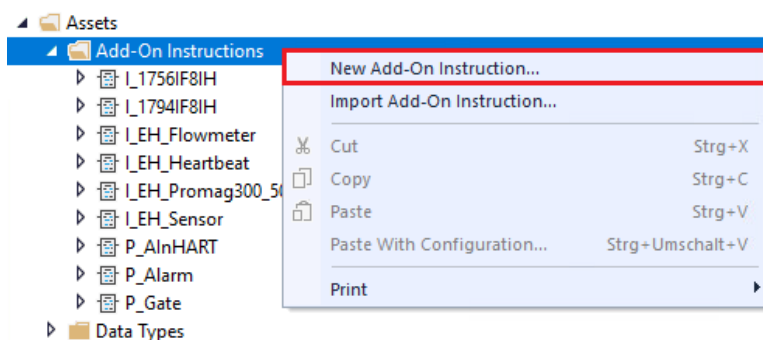 Assets
Add-On Instructions
New Add-On Instruction...
I_1756IF8IH
Import Add-On Instruction...
I_1794IF8IH
I_EH_Flowmeter
Cut Strg+X
I_EH_Heartbeat
Copy Strg+C
I_EH_Promag300_50
Paste Strg+V
I_EH_Sensor
Paste With Configuration... Strg+Umschalt+V
P_AInHART
P_Alarm
Print
P_Gate
Data Types